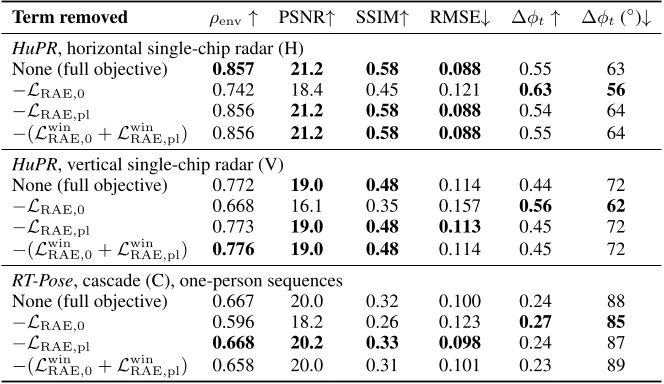 Term removed ρenv ↑ PSNR↑ SSIM↑ RMSE↓ Δϕt ↑ Δϕt (°)↓
HuPR, horizontal single-chip radar (H)
None (full objective) 0.857 21.2 0.58 0.088 0.55 63
−ℒRAE,0 0.742 18.4 0.45 0.121 0.63 56
−ℒRAE,pl 0.856 21.2 0.58 0.088 0.54 64
−(ℒ^win_RAE,0 + ℒ^win_RAE,pl) 0.856 21.2 0.58 0.088 0.55 64
HuPR, vertical single-chip radar (V)
None (full objective) 0.772 19.0 0.48 0.114 0.44 72
−ℒRAE,0 0.668 16.1 0.35 0.157 0.56 62
−ℒRAE,pl 0.773 19.0 0.48 0.113 0.45 72
−(ℒ^win_RAE,0 + ℒ^win_RAE,pl) 0.776 19.0 0.48 0.114 0.45 72
RT-Pose, cascade (C), one-person sequences
None (full objective) 0.667 20.0 0.32 0.100 0.24 88
−ℒRAE,0 0.596 18.2 0.26 0.123 0.27 85
−ℒRAE,pl 0.668 20.2 0.33 0.098 0.24 87
−(ℒ^win_RAE,0 + ℒ^win_RAE,pl) 0.658 20.0 0.31 0.101 0.23 89